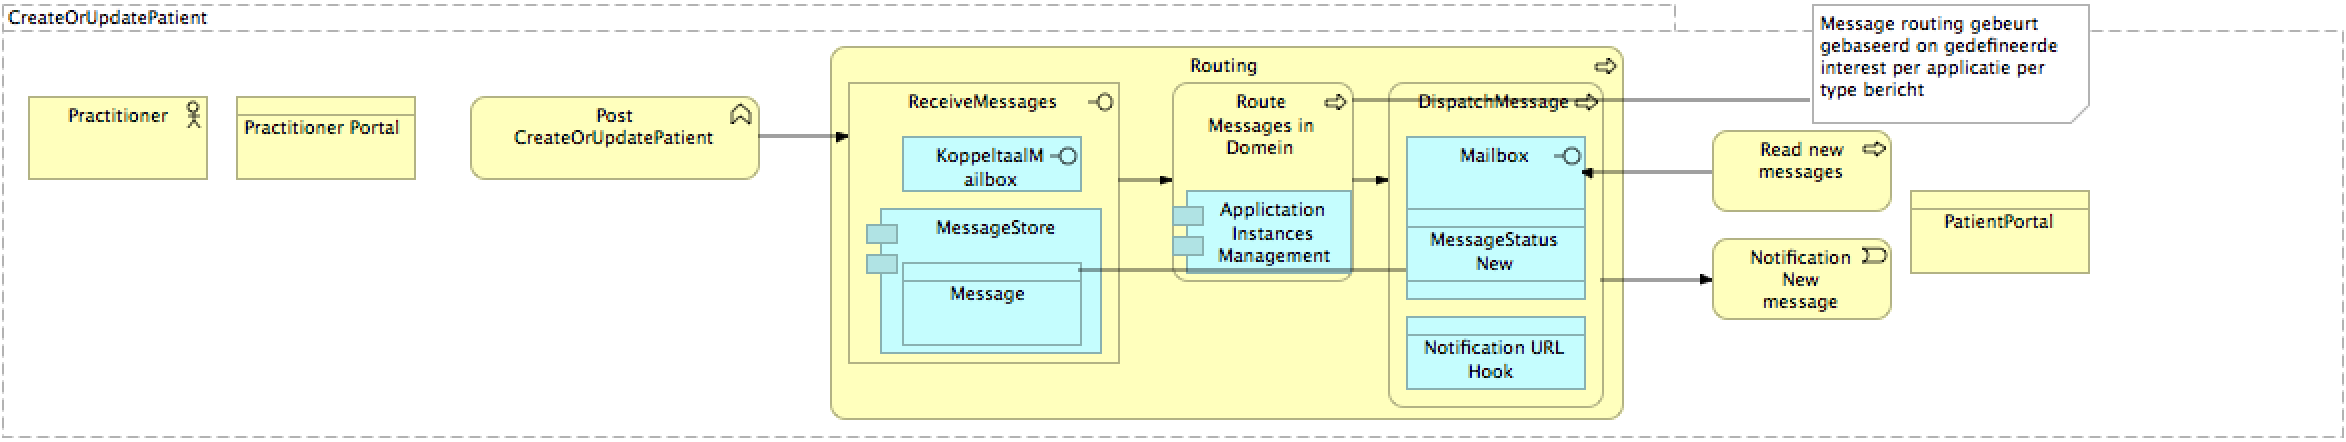 CreateOrUpdatePatient
Message routing gebeurt
gebaseerd on gedefineerde
interest per applicatie per
type bericht
Practitioner
Practitioner Portal
Post
CreateOrUpdatePatient
Routing
ReceiveMessages
KoppeltaalM
ailbox
MessageStore
Message
Route
Messages in
Domein
Applictation
Instances
Management
DispatchMessage
Mailbox
MessageStatus
New
Notification URL
Hook
Read new
messages
Notification
New
message
PatientPortal